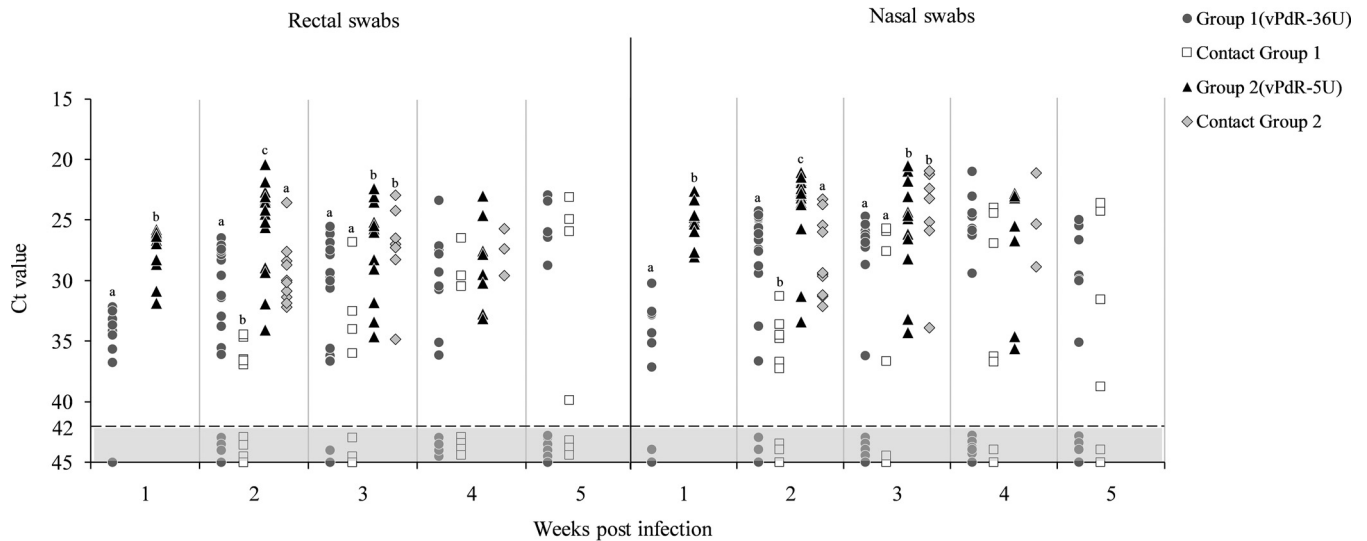 Rectal swabs
Nasal swabs
Group 1(vPdR-36U)
Contact Group 1
Group 2(vPdR-5U)
Contact Group 2
Ct value
15
20
25
30
35
40
42
45
a
b
a
b
c
a
a
a
b
b
a
b
a
b
c
a
a
a
b
b
1 2 3 4 5 1 2 3 4 5
Weeks post infection